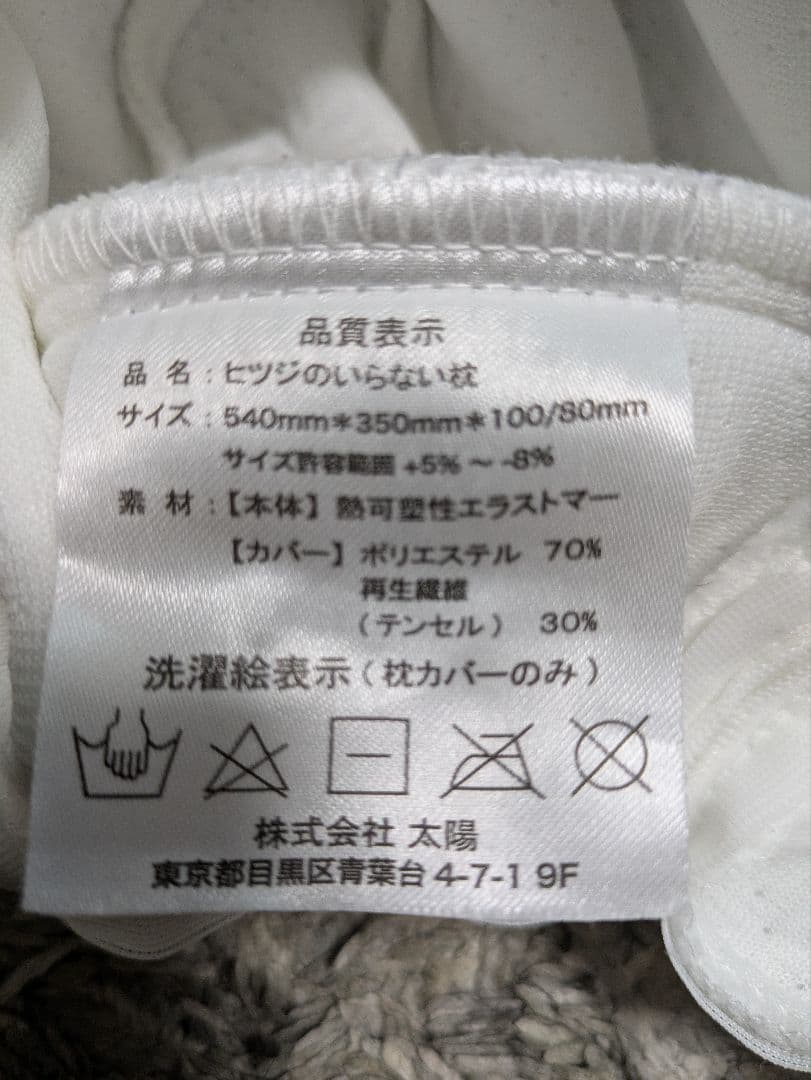 品質表示
品 名：ヒツジのいらない枕
サイズ：540mm＊350mm＊100/80mm
サイズ許容範囲 +5%～-8%
素 材：【本体】熱可塑性エラストマー
【カバー】ポリエステル 70%
再生繊維
（テンセル） 30%
洗濯絵表示（枕カバーのみ）
株式会社 太陽
東京都目黒区青葉台4-7-1 9F